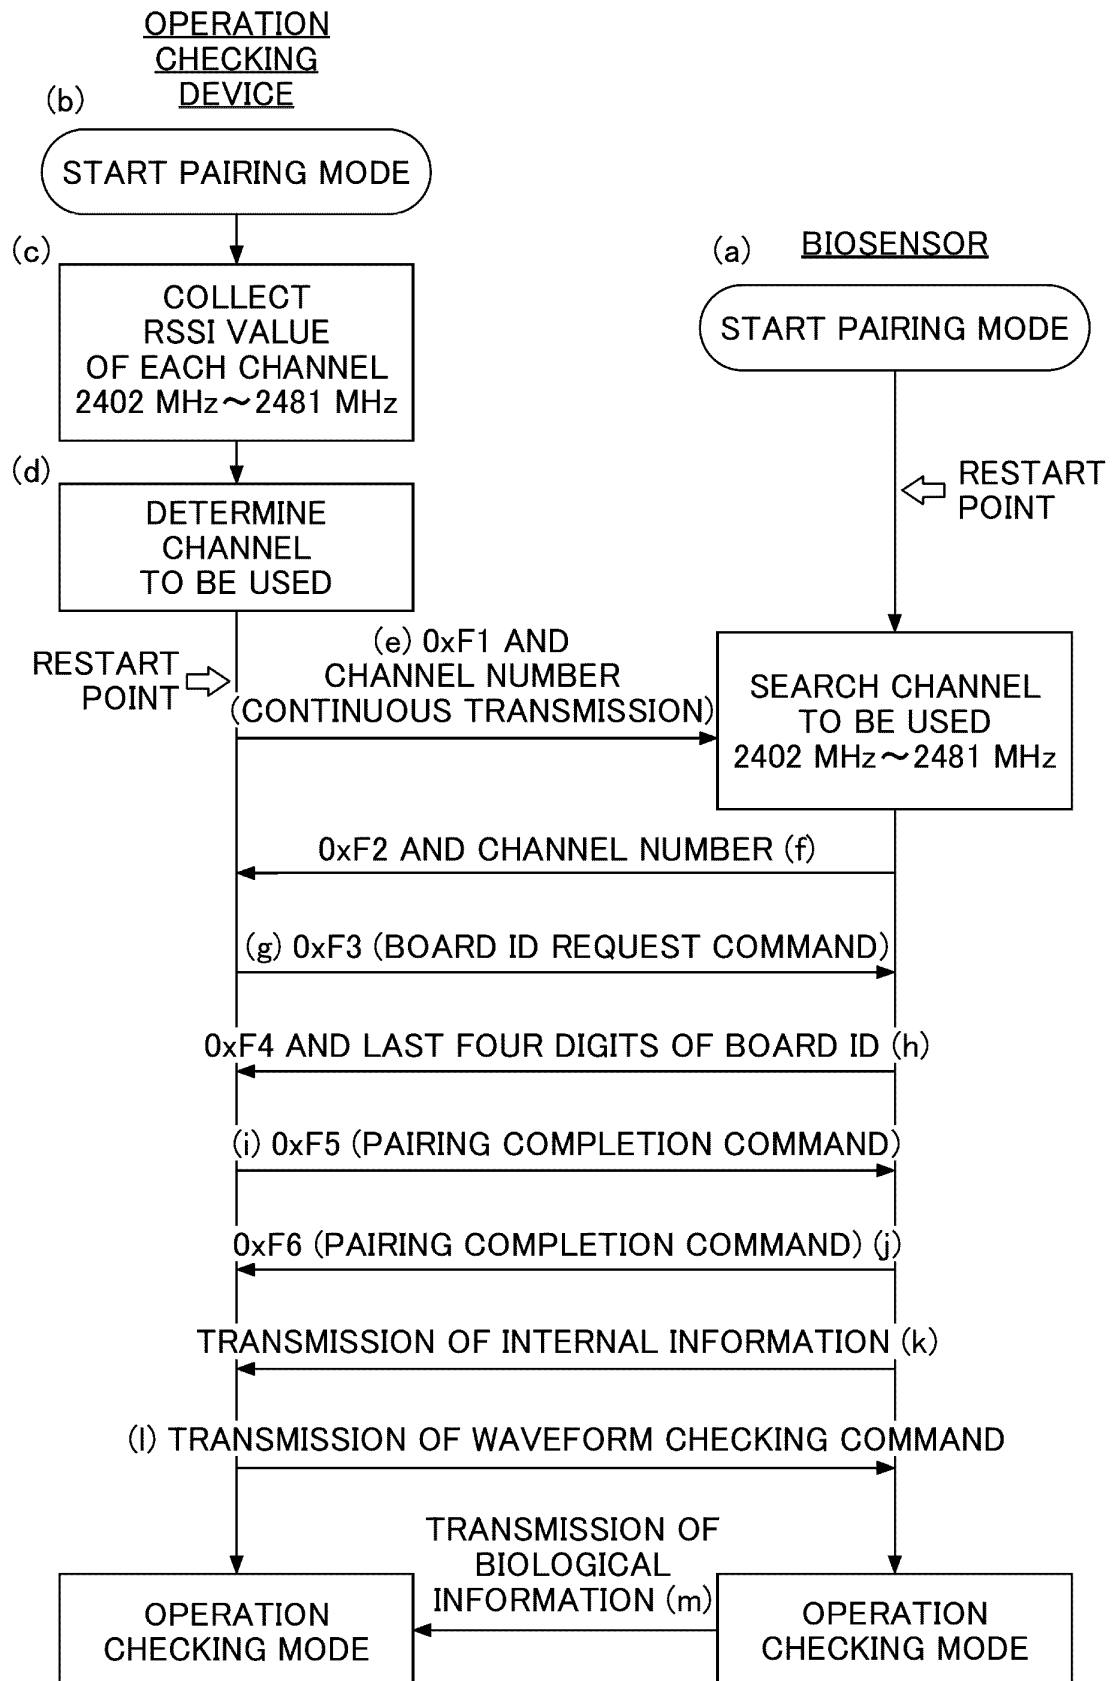 OPERATION
CHECKING
DEVICE
(b)
START PAIRING MODE
(c)
COLLECT
RSSI VALUE
OF EACH CHANNEL
2402 MHz～2481 MHz
(a) BIOSENSOR
START PAIRING MODE
(d)
DETERMINE
CHANNEL
TO BE USED
RESTART
POINT
RESTART
POINT
(e) 0xF1 AND
CHANNEL NUMBER
(CONTINUOUS TRANSMISSION)
SEARCH CHANNEL
TO BE USED
2402 MHz～2481 MHz
0xF2 AND CHANNEL NUMBER (f)
(g) 0xF3 (BOARD ID REQUEST COMMAND)
0xF4 AND LAST FOUR DIGITS OF BOARD ID (h)
(i) 0xF5 (PAIRING COMPLETION COMMAND)
0xF6 (PAIRING COMPLETION COMMAND) (j)
TRANSMISSION OF INTERNAL INFORMATION (k)
(l) TRANSMISSION OF WAVEFORM CHECKING COMMAND
TRANSMISSION OF
BIOLOGICAL
INFORMATION (m)
OPERATION
CHECKING MODE
OPERATION
CHECKING MODE